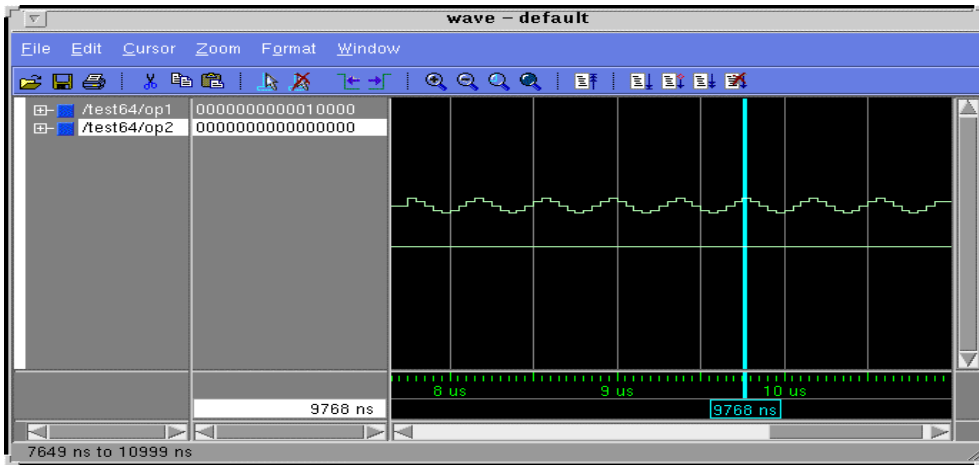 wave – default
File Edit Cursor Zoom Format Window
/test64/op1 0000000000010000
/test64/op2 0000000000000000
8 us 9 us 10 us
9768 ns 9768 ns
7649 ns to 10999 ns